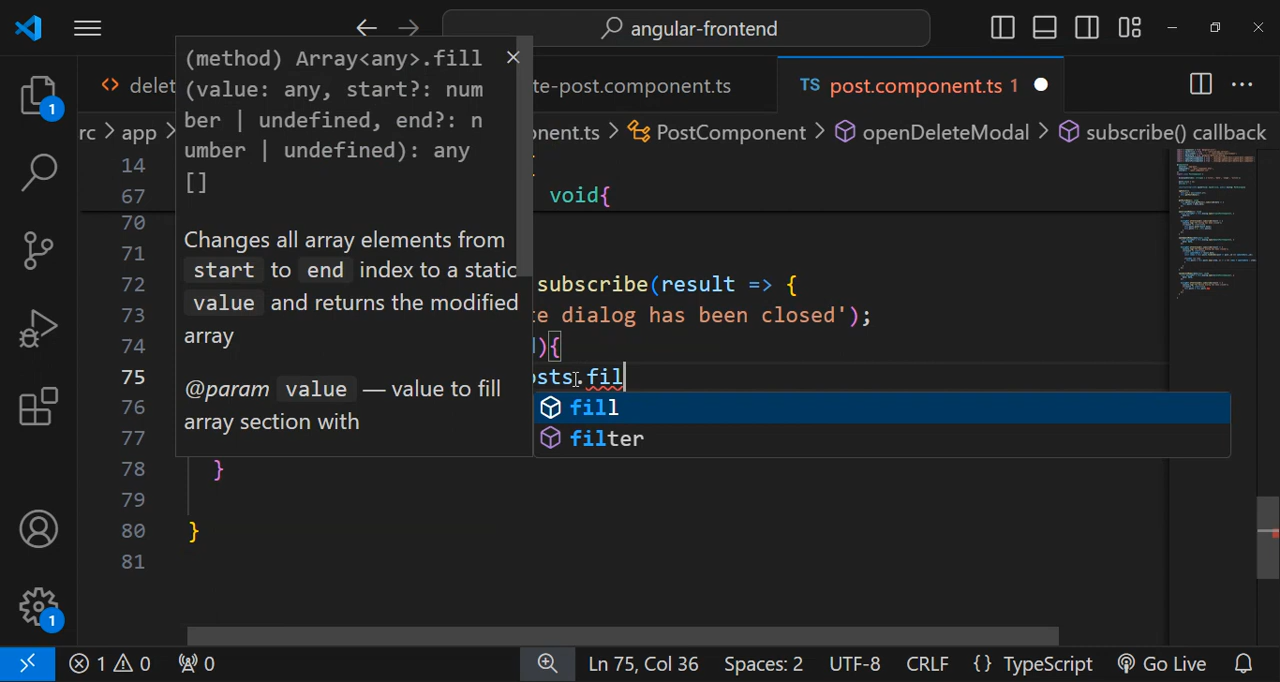 angular-frontend
delet
te-post.component.ts
TS post.component.ts 1
rc > app > nent.ts > PostComponent > openDeleteModal > subscribe() callback
(method) Array<any>.fill
(value: any, start?: num
ber | undefined, end?: n
umber | undefined): any
[]
Changes all array elements from
start to end index to a static
value and returns the modified
array
@param value — value to fill
array section with
14
67 void{
70
71
72 subscribe(result => {
73 te dialog has been closed');
74 ){
75 osts.fil
fill
76
filter
77
78 }
79
80 }
81
1
1
1 0 0
Ln 75, Col 36 Spaces: 2 UTF-8 CRLF {} TypeScript Go Live